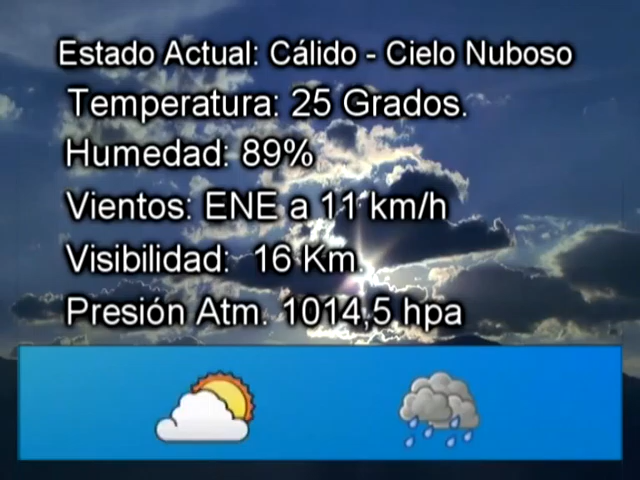 Estado Actual: Cálido - Cielo Nuboso
Temperatura: 25 Grados.
Humedad: 89%
Vientos: ENE a 11 km/h
Visibilidad: 16 Km.
Presión Atm. 1014,5 hpa